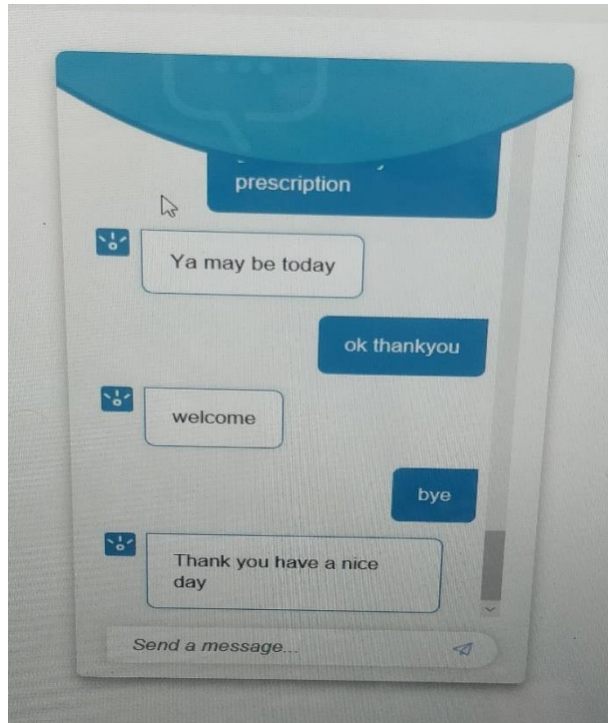 prescription
Ya may be today
ok thankyou
welcome
bye
Thank you have a nice
day
Send a message...